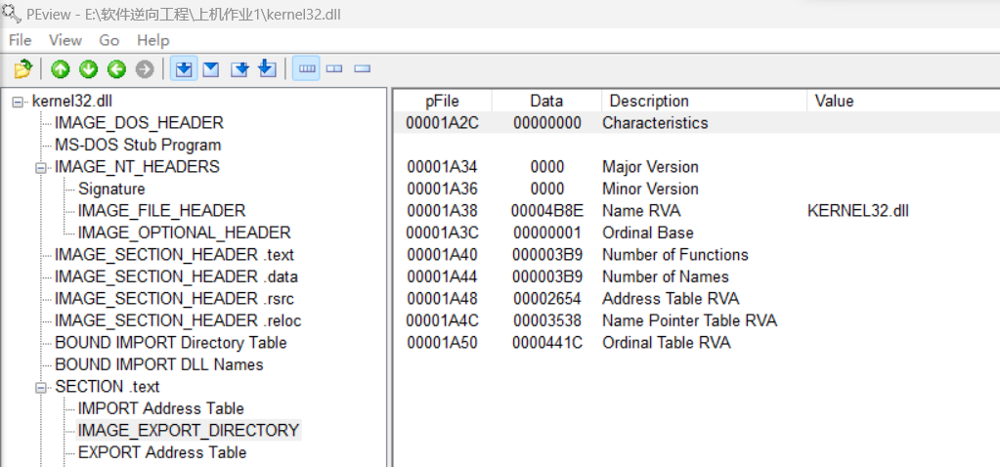 PEview - E:\软件逆向工程\上机作业1\kernel32.dll
File View Go Help
kernel32.dll
IMAGE_DOS_HEADER
MS-DOS Stub Program
IMAGE_NT_HEADERS
Signature
IMAGE_FILE_HEADER
IMAGE_OPTIONAL_HEADER
IMAGE_SECTION_HEADER .text
IMAGE_SECTION_HEADER .data
IMAGE_SECTION_HEADER .rsrc
IMAGE_SECTION_HEADER .reloc
BOUND IMPORT Directory Table
BOUND IMPORT DLL Names
SECTION .text
IMPORT Address Table
IMAGE_EXPORT_DIRECTORY
EXPORT Address Table
pFile Data Description Value
00001A2C 00000000 Characteristics
00001A34 0000 Major Version
00001A36 0000 Minor Version
00001A38 00004B8E Name RVA KERNEL32.dll
00001A3C 00000001 Ordinal Base
00001A40 000003B9 Number of Functions
00001A44 000003B9 Number of Names
00001A48 00002654 Address Table RVA
00001A4C 00003538 Name Pointer Table RVA
00001A50 0000441C Ordinal Table RVA